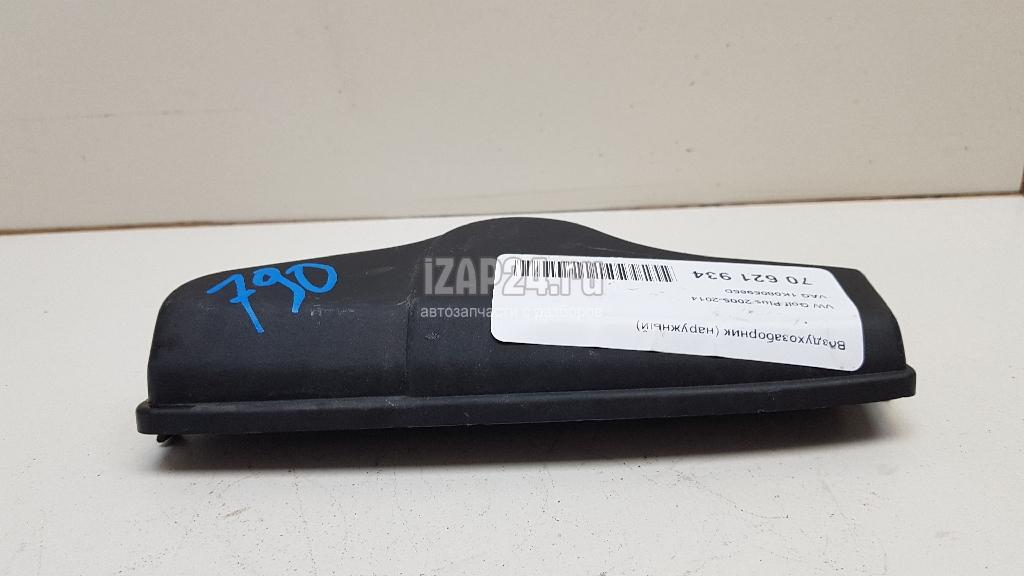 790
iZAP24.ru
автозапчасти с разборов
Воздухозаборник (наружный)
VW Golf Plus 2005-2014
VAG 1K0805965D
70 621 934